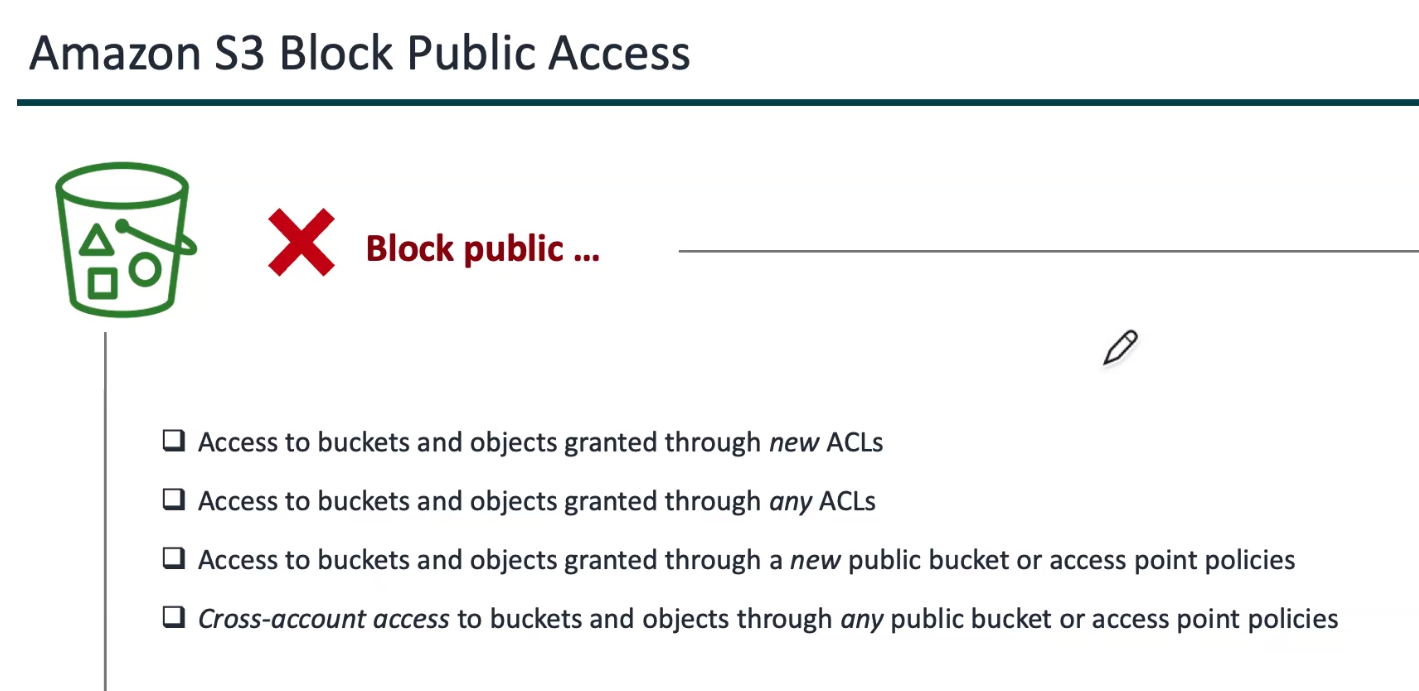 Amazon S3 Block Public Access
Block public ...
❑ Access to buckets and objects granted through new ACLs
❑ Access to buckets and objects granted through any ACLs
❑ Access to buckets and objects granted through a new public bucket or access point policies
❑ Cross-account access to buckets and objects through any public bucket or access point policies